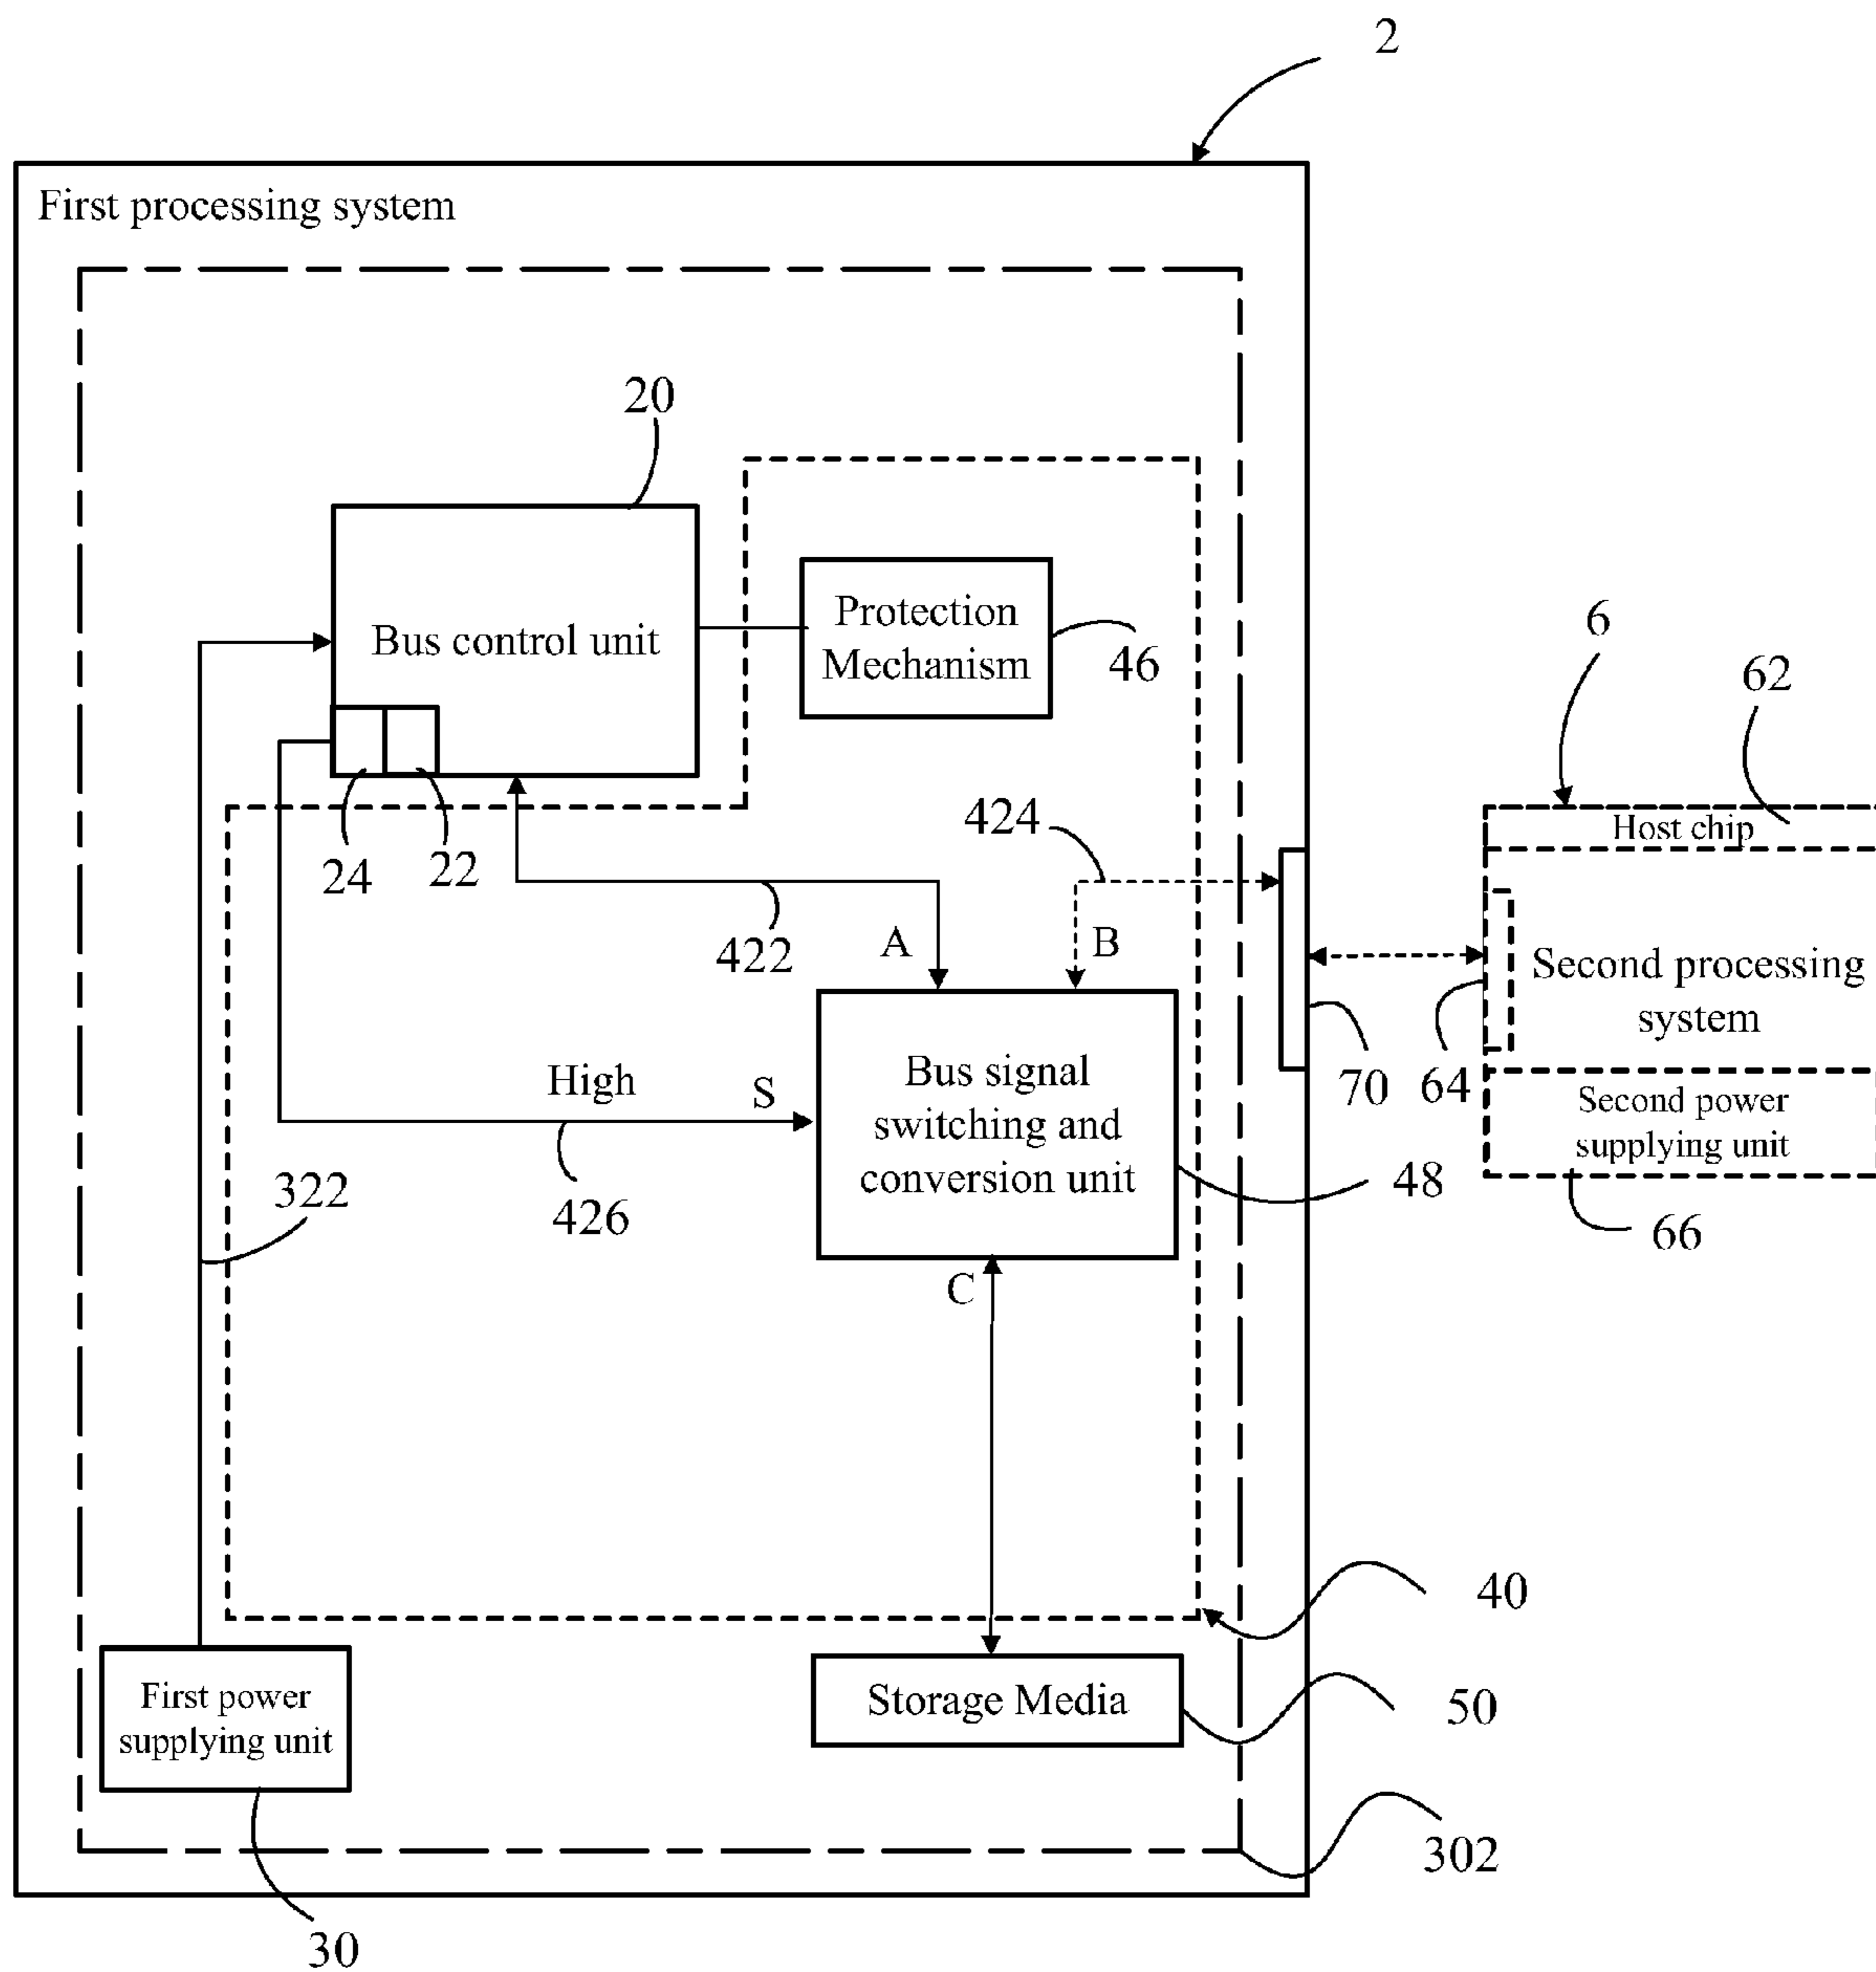 2
First processing system
20
Bus control unit
Protection
Mechanism
46
6
62
24
22
424
Host chip
422
A
B
Second processing
system
64
70
High
S
Bus signal
switching and
conversion unit
Second power
supplying unit
322
426
48
66
C
40
First power
supplying unit
Storage Media
50
302
30